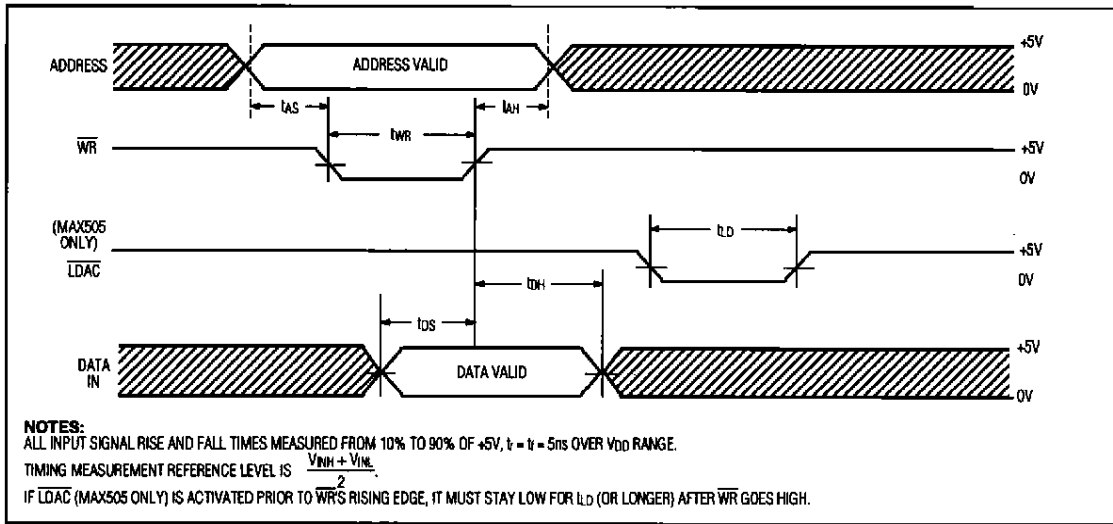 ADDRESS
ADDRESS VALID
+5V
0V
tAS
tAH
tWR
WR
+5V
0V
(MAX505
ONLY)
LDAC
tLD
+5V
0V
tDH
tDS
DATA
IN
DATA VALID
+5V
0V
NOTES:
ALL INPUT SIGNAL RISE AND FALL TIMES MEASURED FROM 10% TO 90% OF +5V, tr = tf = 5ns OVER VDD RANGE.
TIMING MEASUREMENT REFERENCE LEVEL IS VINH + VINL / 2.
IF LDAC (MAX505 ONLY) IS ACTIVATED PRIOR TO WR'S RISING EDGE, IT MUST STAY LOW FOR tLD (OR LONGER) AFTER WR GOES HIGH.